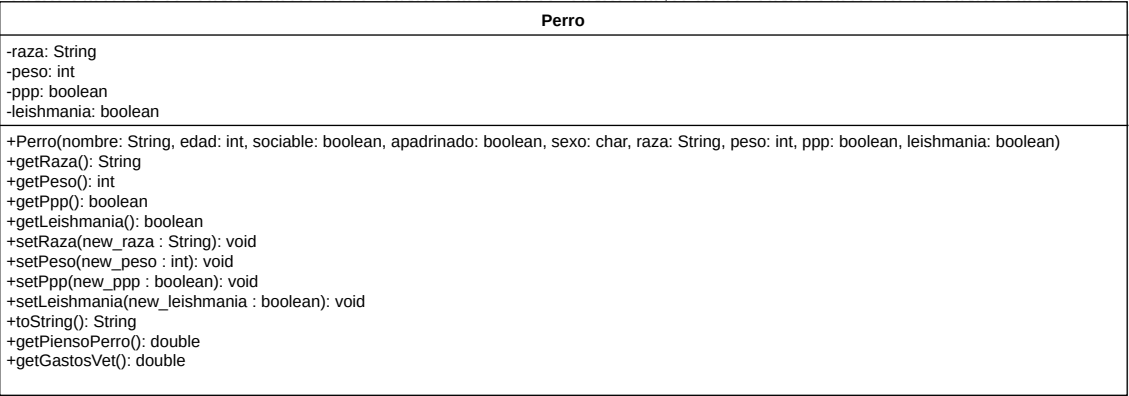 Perro
-raza: String
-peso: int
-ppp: boolean
-leishmania: boolean
+Perro(nombre: String, edad: int, sociable: boolean, apadrinado: boolean, sexo: char, raza: String, peso: int, ppp: boolean, leishmania: boolean)
+getRaza(): String
+getPeso(): int
+getPpp(): boolean
+getLeishmania(): boolean
+setRaza(new_raza : String): void
+setPeso(new_peso : int): void
+setPpp(new_ppp : boolean): void
+setLeishmania(new_leishmania : boolean): void
+toString(): String
+getPiensoPerro(): double
+getGastosVet(): double